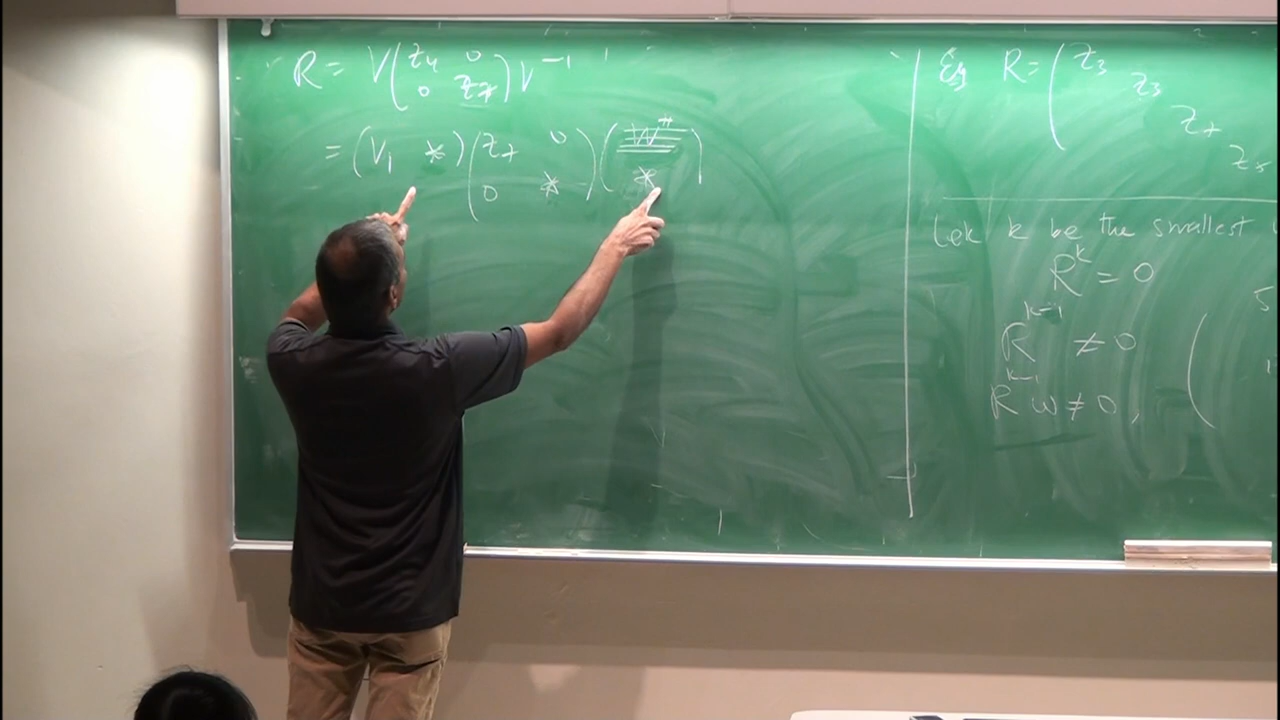 R = V ( z₄ 0
0 z₇ ) V⁻¹
= ( V₁ * ) ( z₇ 0
0 * ) ( W*
* )
Eg R = ( z₃
z₃
z₇
z₅
Let k be the smallest
Rᵏ = 0
Rᵏ⁻¹ ≠ 0
Rᵏ⁻¹ w ≠ 0,